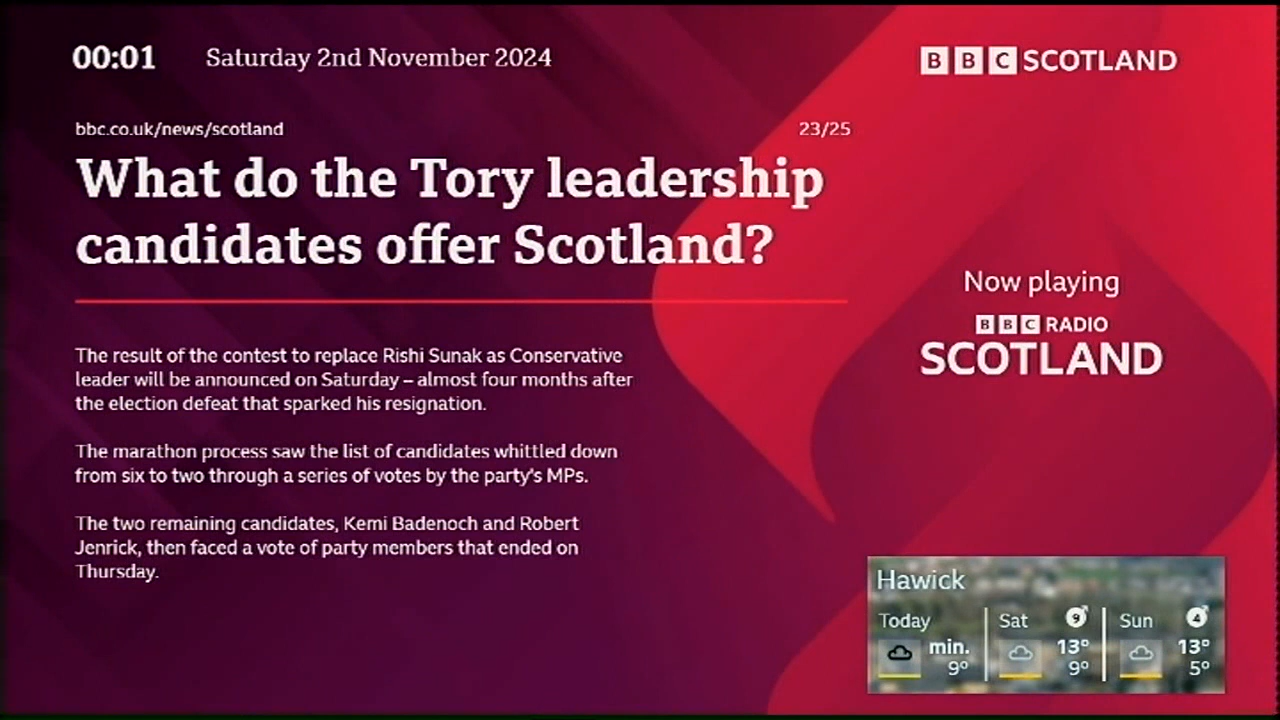 00:01 Saturday 2nd November 2024
BBC SCOTLAND
bbc.co.uk/news/scotland 23/25
What do the Tory leadership
candidates offer Scotland?
The result of the contest to replace Rishi Sunak as Conservative
leader will be announced on Saturday – almost four months after
the election defeat that sparked his resignation.
The marathon process saw the list of candidates whittled down
from six to two through a series of votes by the party's MPs.
The two remaining candidates, Kemi Badenoch and Robert
Jenrick, then faced a vote of party members that ended on
Thursday.
Now playing
BBC RADIO
SCOTLAND
Hawick
Today Sat 9 Sun 4
min. 13° 13°
9° 9° 5°